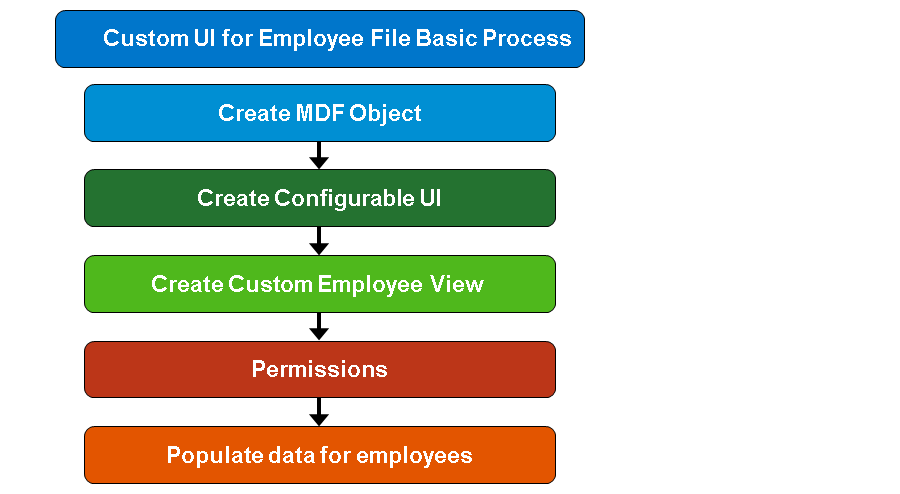 Custom UI for Employee File Basic Process
Create MDF Object
Create Configurable UI
Create Custom Employee View
Permissions
Populate data for employees